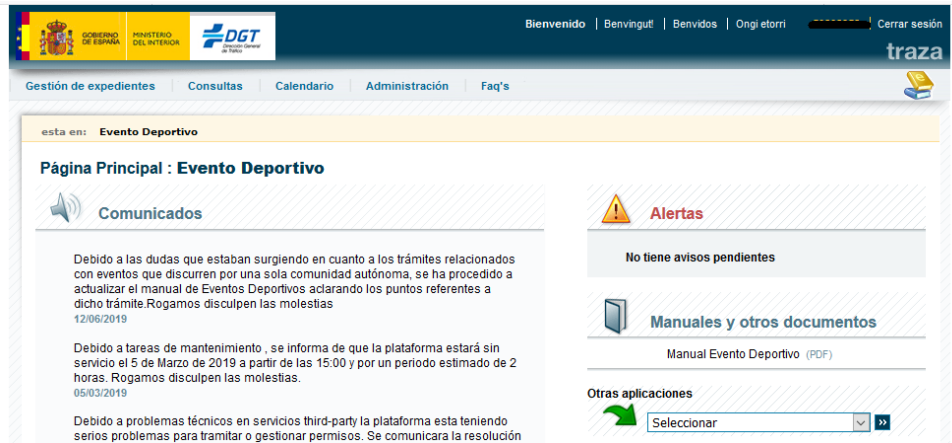 GOBIERNO
DE ESPAÑA
MINISTERIO
DEL INTERIOR
DGT
Dirección General
de Tráfico
Bienvenido | Benvingut! | Benvidos | Ongi etorri
Cerrar sesión
traza
Gestión de expedientes | Consultas | Calendario | Administración | Faq's
esta en: Evento Deportivo
Página Principal : Evento Deportivo
Comunicados
Debido a las dudas que estaban surgiendo en cuanto a los trámites relacionados
con eventos que discurren por una sola comunidad autónoma, se ha procedido a
actualizar el manual de Eventos Deportivos aclarando los puntos referentes a
dicho trámite.Rogamos disculpen las molestias
12/06/2019
Debido a tareas de mantenimiento , se informa de que la plataforma estará sin
servicio el 5 de Marzo de 2019 a partir de las 15:00 y por un periodo estimado de 2
horas. Rogamos disculpen las molestias.
05/03/2019
Debido a problemas técnicos en servicios third-party la plataforma esta teniendo
serios problemas para tramitar o gestionar permisos. Se comunicara la resolución
Alertas
No tiene avisos pendientes
Manuales y otros documentos
Manual Evento Deportivo (PDF)
Otras aplicaciones
Seleccionar
»